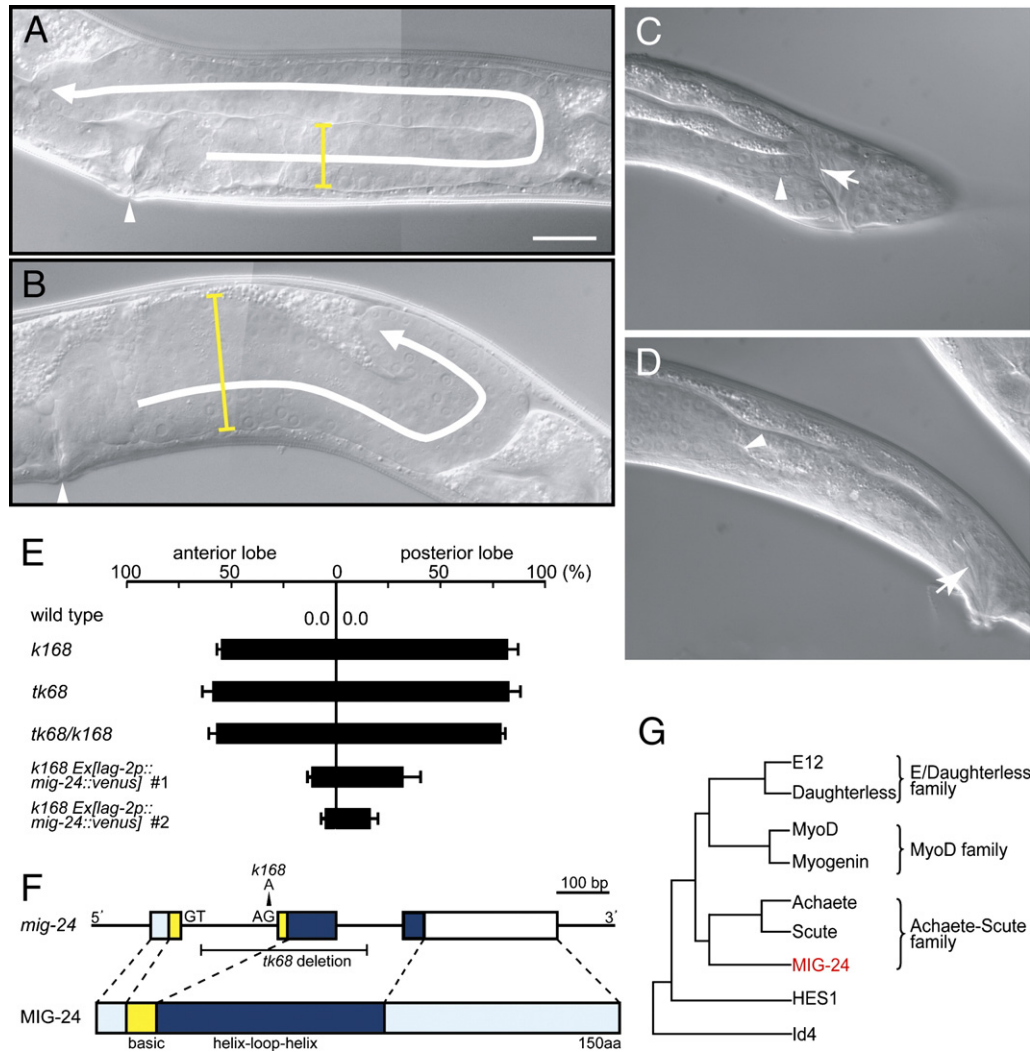 A
B
C
D
E
anterior lobe posterior lobe
100 50 0 50 100 (%)
wild type 0.0 0.0
k168
tk68
tk68/k168
k168 Ex[lag-2p::
mig-24::venus] #1
k168 Ex[lag-2p::
mig-24::venus] #2
F
k168
A
100 bp
5' GT AG 3'
mig-24
tk68 deletion
MIG-24
basic helix-loop-helix 150aa
G
E12
Daughterless
E/Daughterless
family
MyoD
Myogenin
MyoD family
Achaete
Scute
MIG-24
Achaete-Scute
family
HES1
Id4